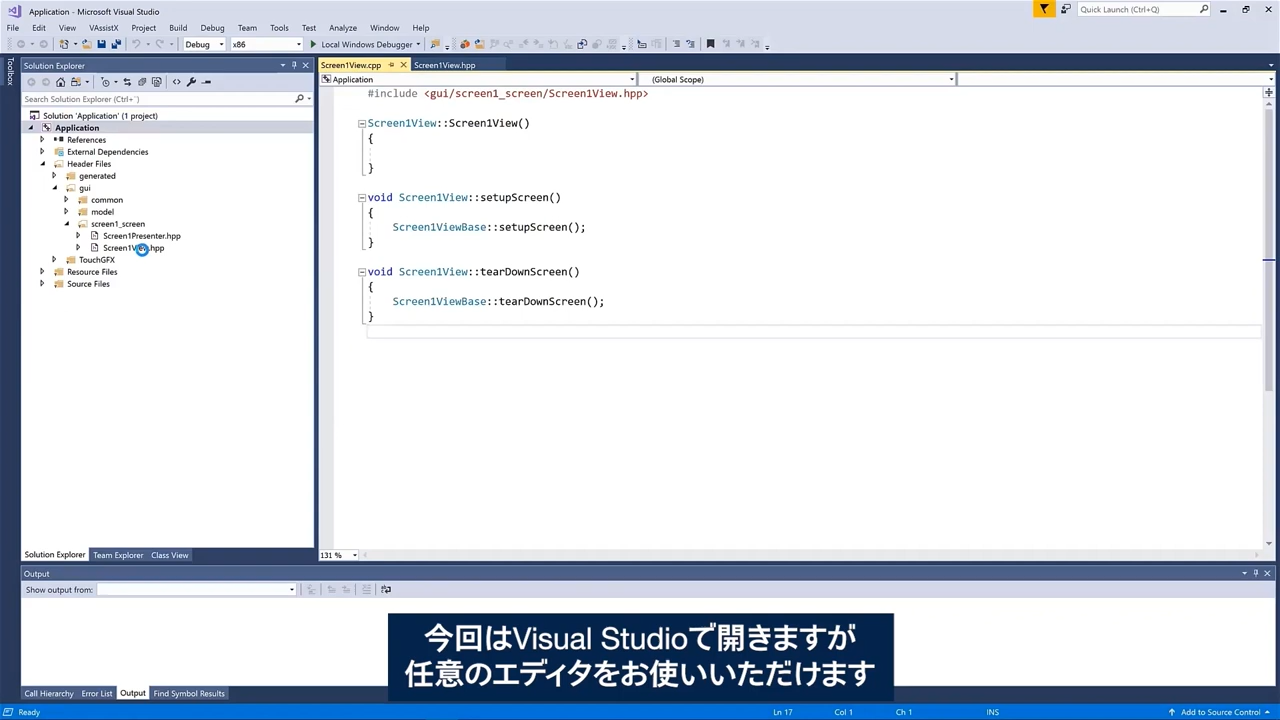 Application - Microsoft Visual Studio
Quick Launch (Ctrl+Q)
File Edit View VAssistX Project Build Debug Team Tools Test Analyze Window Help
Debug x86 Local Windows Debugger
Toolbox
Solution Explorer
Search Solution Explorer (Ctrl+¨)
Solution 'Application' (1 project)
Application
References
External Dependencies
Header Files
generated
gui
common
model
screen1_screen
Screen1Presenter.hpp
TouchGFX
Resource Files
Source Files
Solution Explorer Team Explorer Class View
Screen1View.cpp Screen1View.hpp
Application (Global Scope)
#include <gui/screen1_screen/Screen1View.hpp>
Screen1View::Screen1View()
{
}
void Screen1View::setupScreen()
{
Screen1ViewBase::setupScreen();
}
void Screen1View::tearDownScreen()
{
Screen1ViewBase::tearDownScreen();
}
131 %
Output
Show output from:
今回はVisual Studioで開きますが
任意のエディタをお使いいただけます
Call Hierarchy Error List Output Find Symbol Results
Ready Ln 17 Col 1 Ch 1 INS Add to Source Control